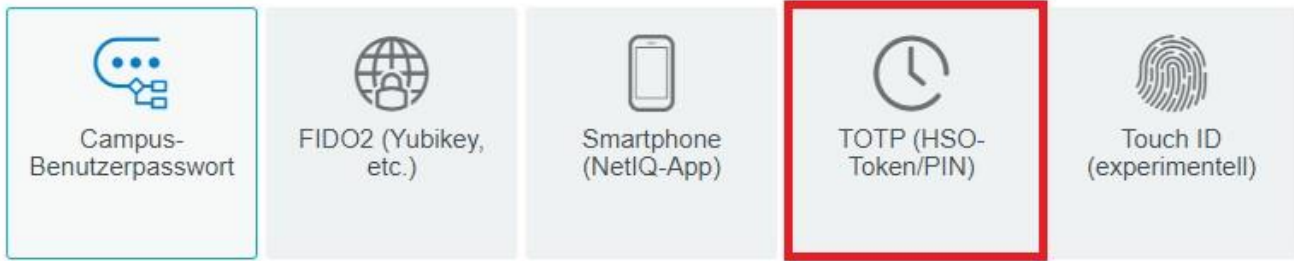 Campus-
Benutzerpasswort
FIDO2 (Yubikey,
etc.)
Smartphone
(NetIQ-App)
TOTP (HSO-
Token/PIN)
Touch ID
(experimentell)